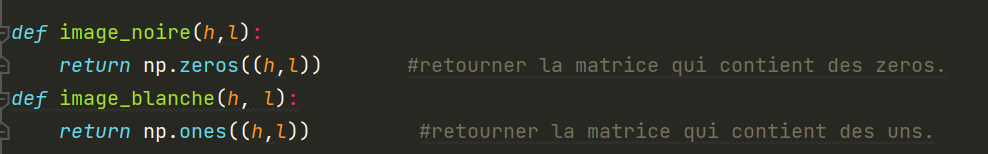 def image_noire(h,l):
    return np.zeros((h,l))       #retourner la matrice qui contient des zeros.
def image_blanche(h, l):
    return np.ones((h,l))         #retourner la matrice qui contient des uns.